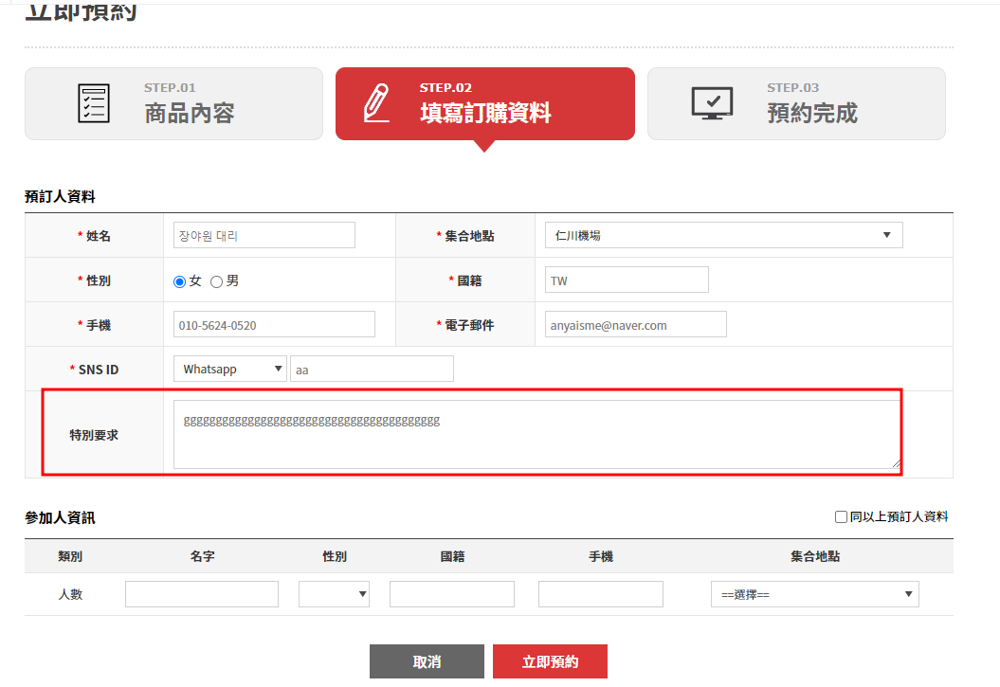 立即預約
STEP.01
商品內容
STEP.02
填寫訂購資料
STEP.03
預約完成
預訂人資料
* 姓名 장야원 대리 * 集合地點 仁川機場
* 性別 女 男 * 國籍 TW
* 手機 010-5624-0520 * 電子郵件 anyaisme@naver.com
* SNS ID Whatsapp aa
特別要求 gggggggggggggggggggggggggggggggggggggggg
參加人資訊 同以上預訂人資料
類別 名字 性別 國籍 手機 集合地點
人數 ==選擇==
取消 立即預約